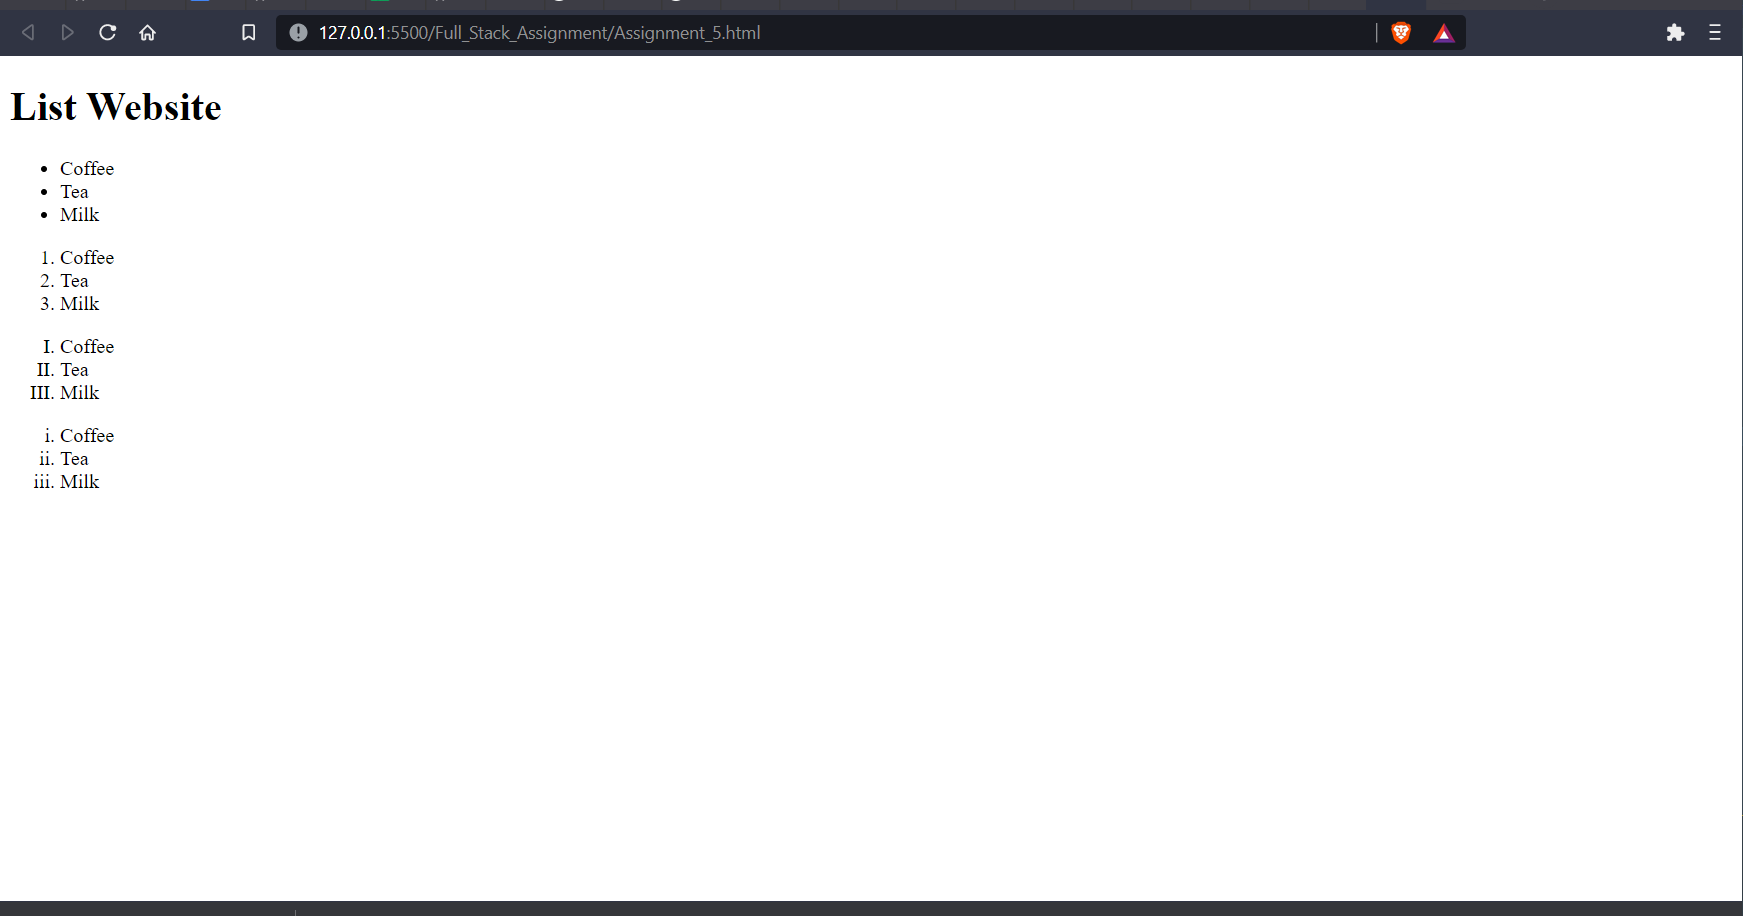 127.0.0.1:5500/Full_Stack_Assignment/Assignment_5.html
List Website
• Coffee
• Tea
• Milk
1. Coffee
2. Tea
3. Milk
I. Coffee
II. Tea
III. Milk
i. Coffee
ii. Tea
iii. Milk